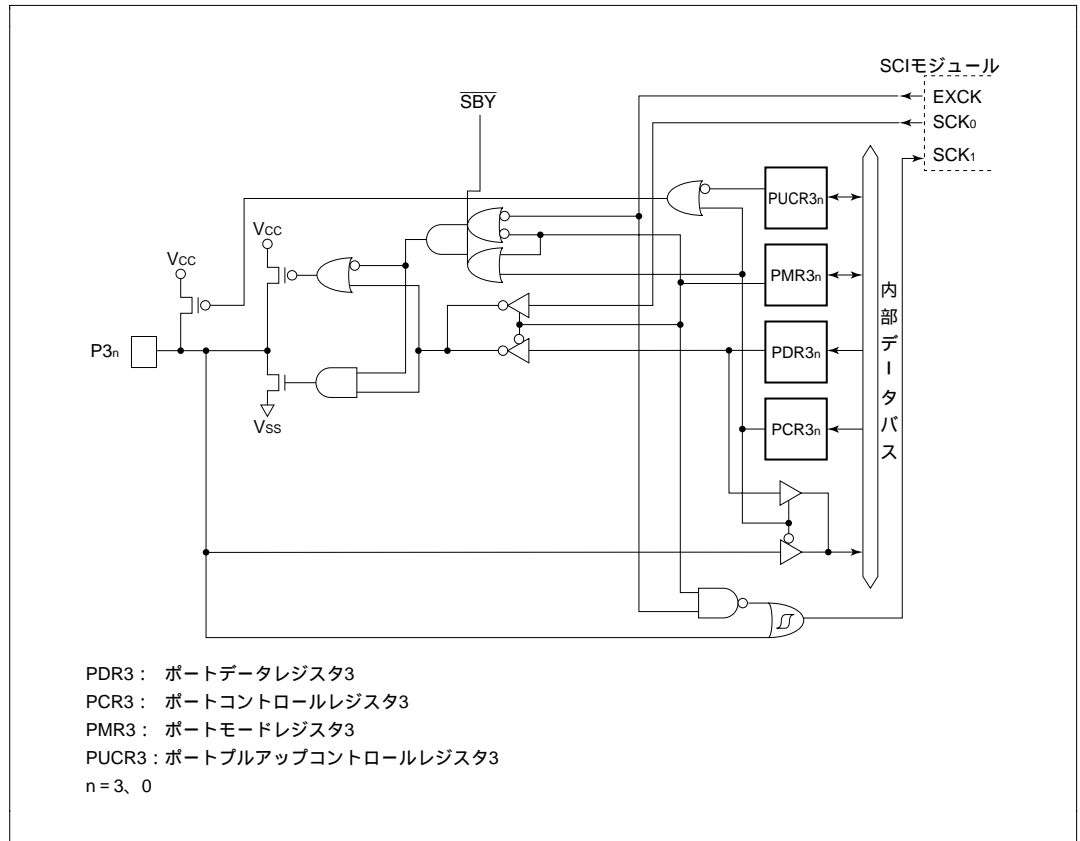 SCIモジュール
EXCK
SCK0
SCK1
SBY
PUCR3n
PMR3n
PDR3n
PCR3n
内部データバス
VCC
VCC
P3n
VSS
PDR3： ポートデータレジスタ3
PCR3： ポートコントロールレジスタ3
PMR3： ポートモードレジスタ3
PUCR3：ポートプルアップコントロールレジスタ3
n = 3、0